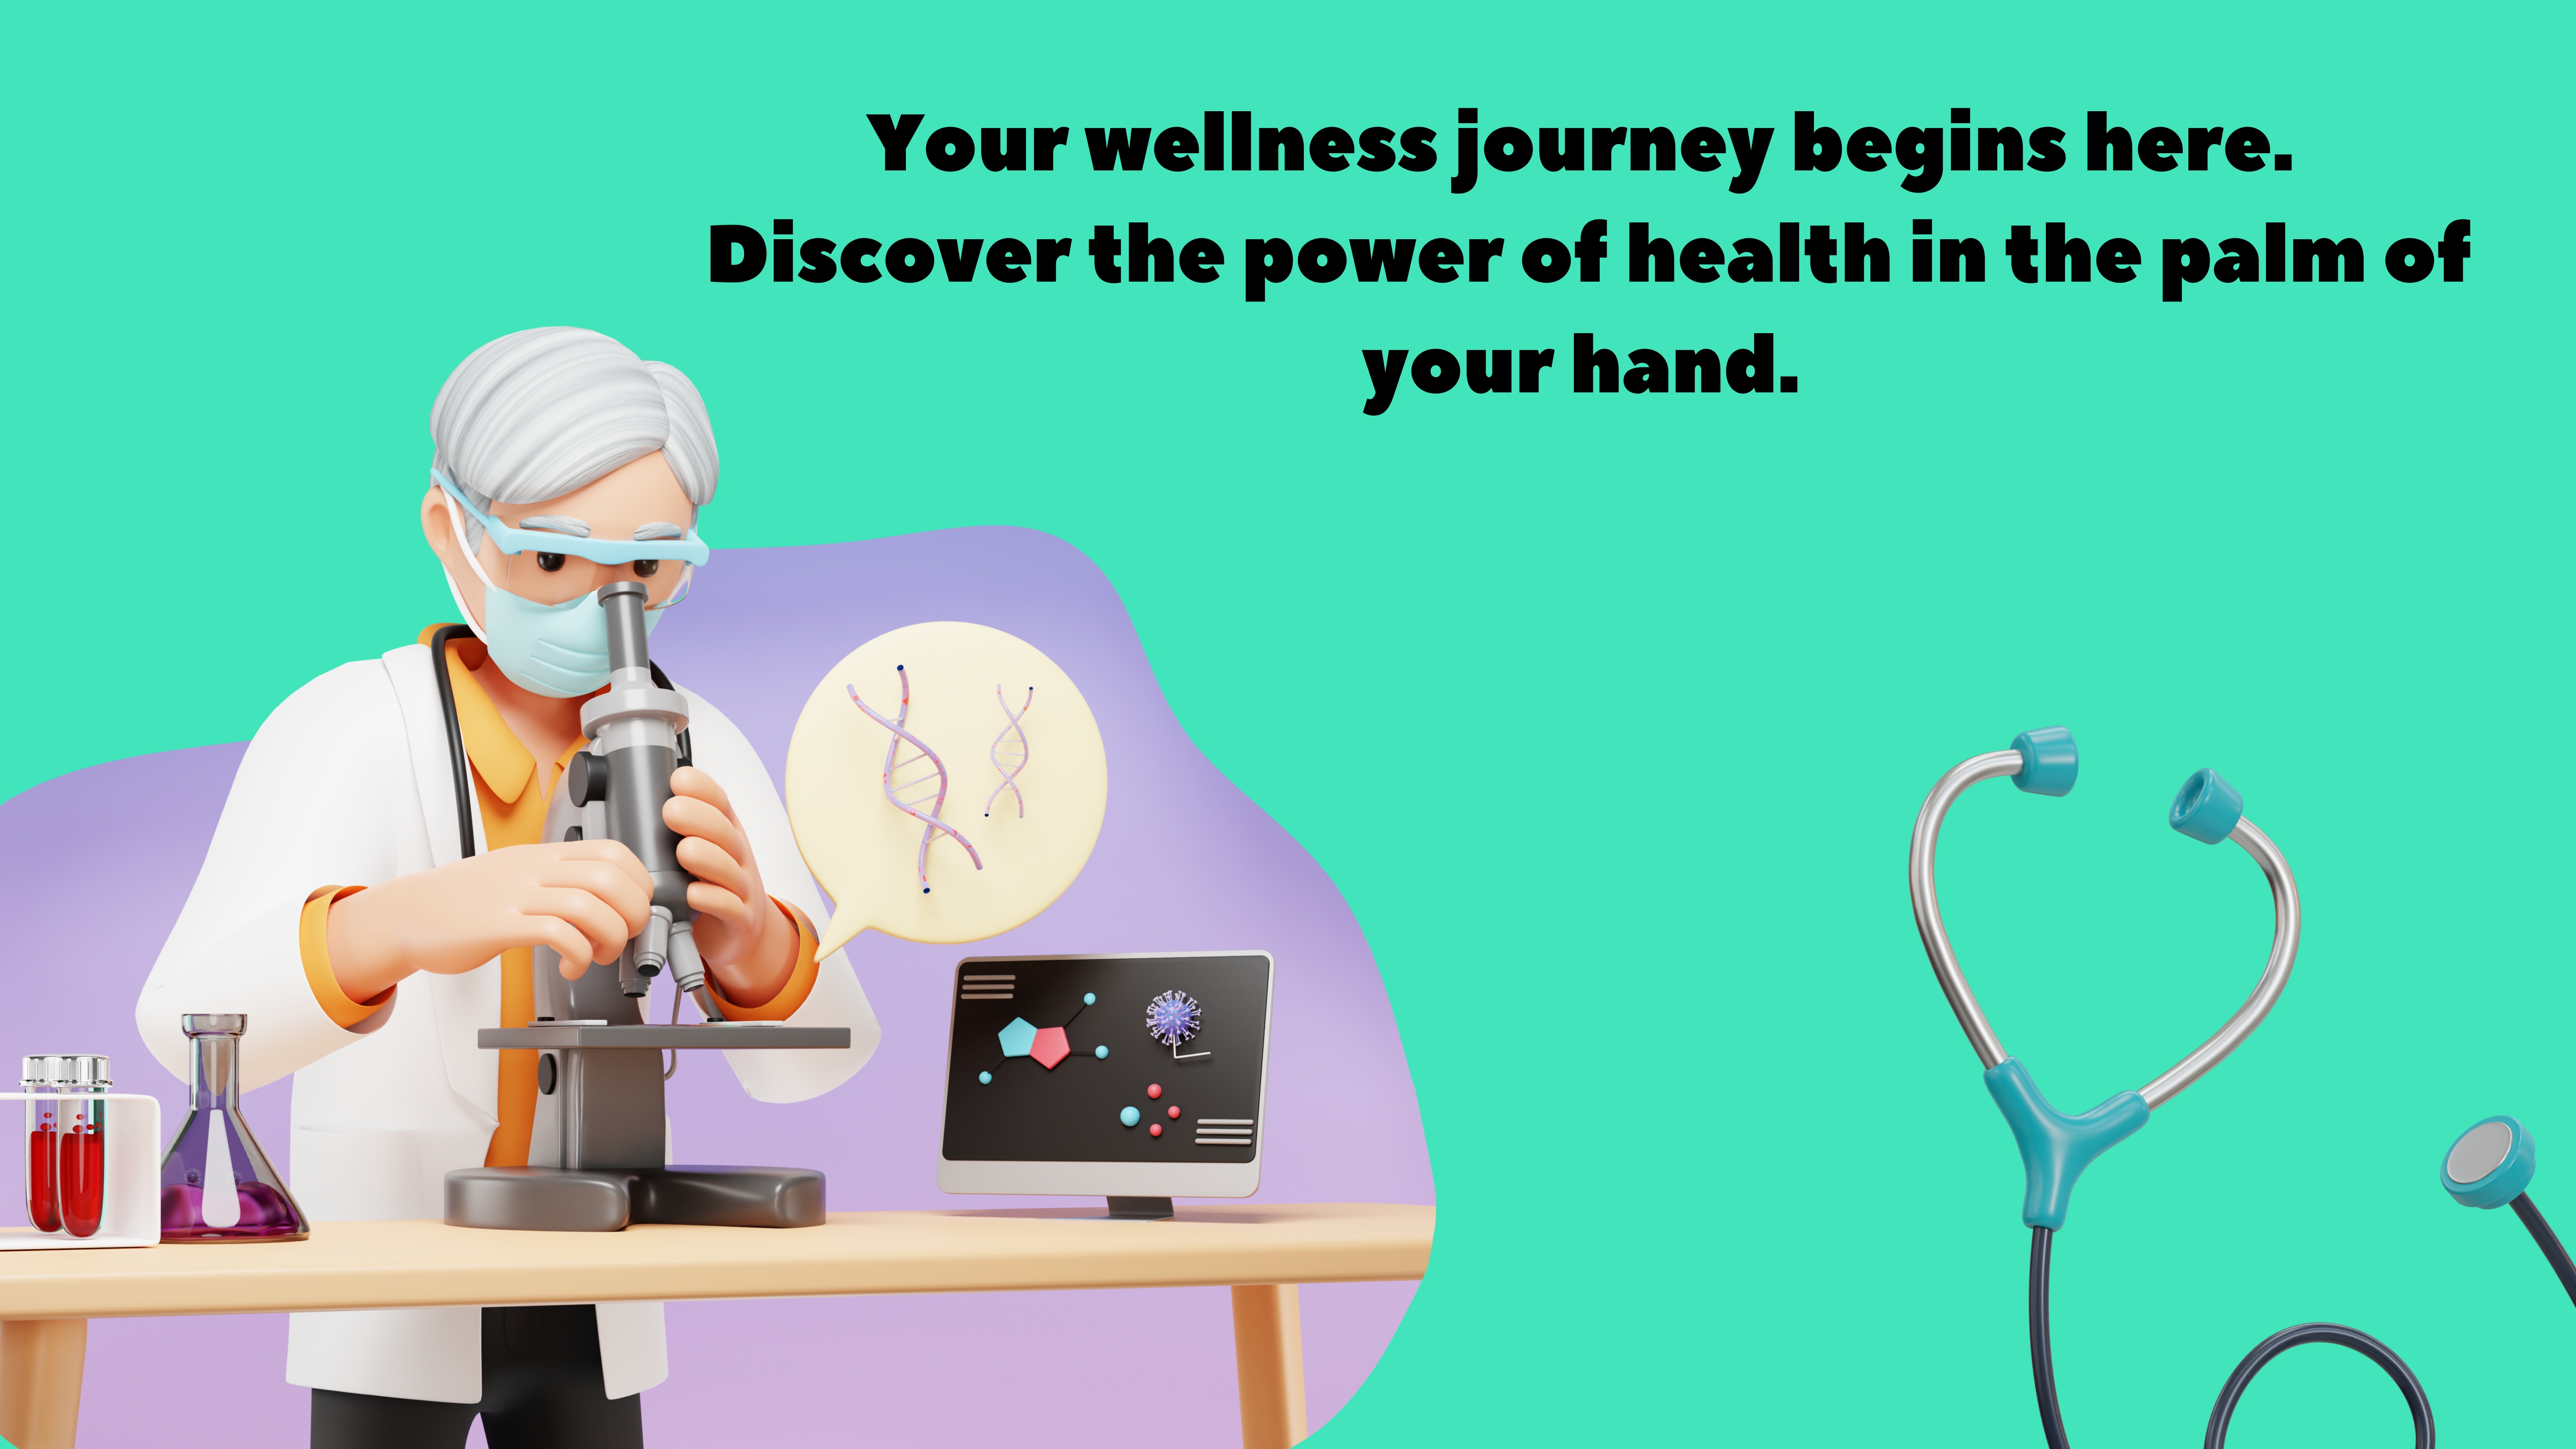 Your wellness journey begins here.
Discover the power of health in the palm of
your hand.